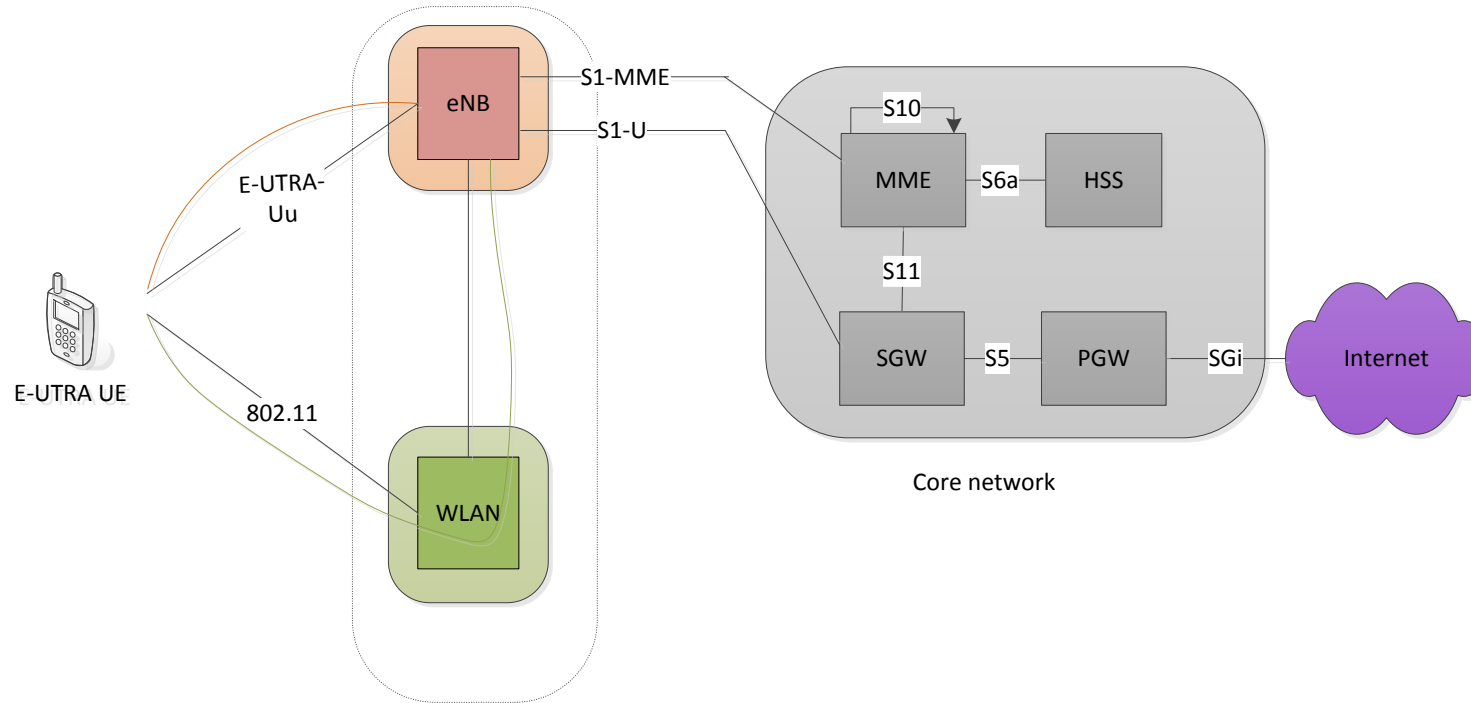 eNB
S1-MME
S1-U
S10
MME
S6a
HSS
E-UTRA-
Uu
S11
E-UTRA UE
SGW
S5
PGW
SGi
Internet
802.11
WLAN
Core network